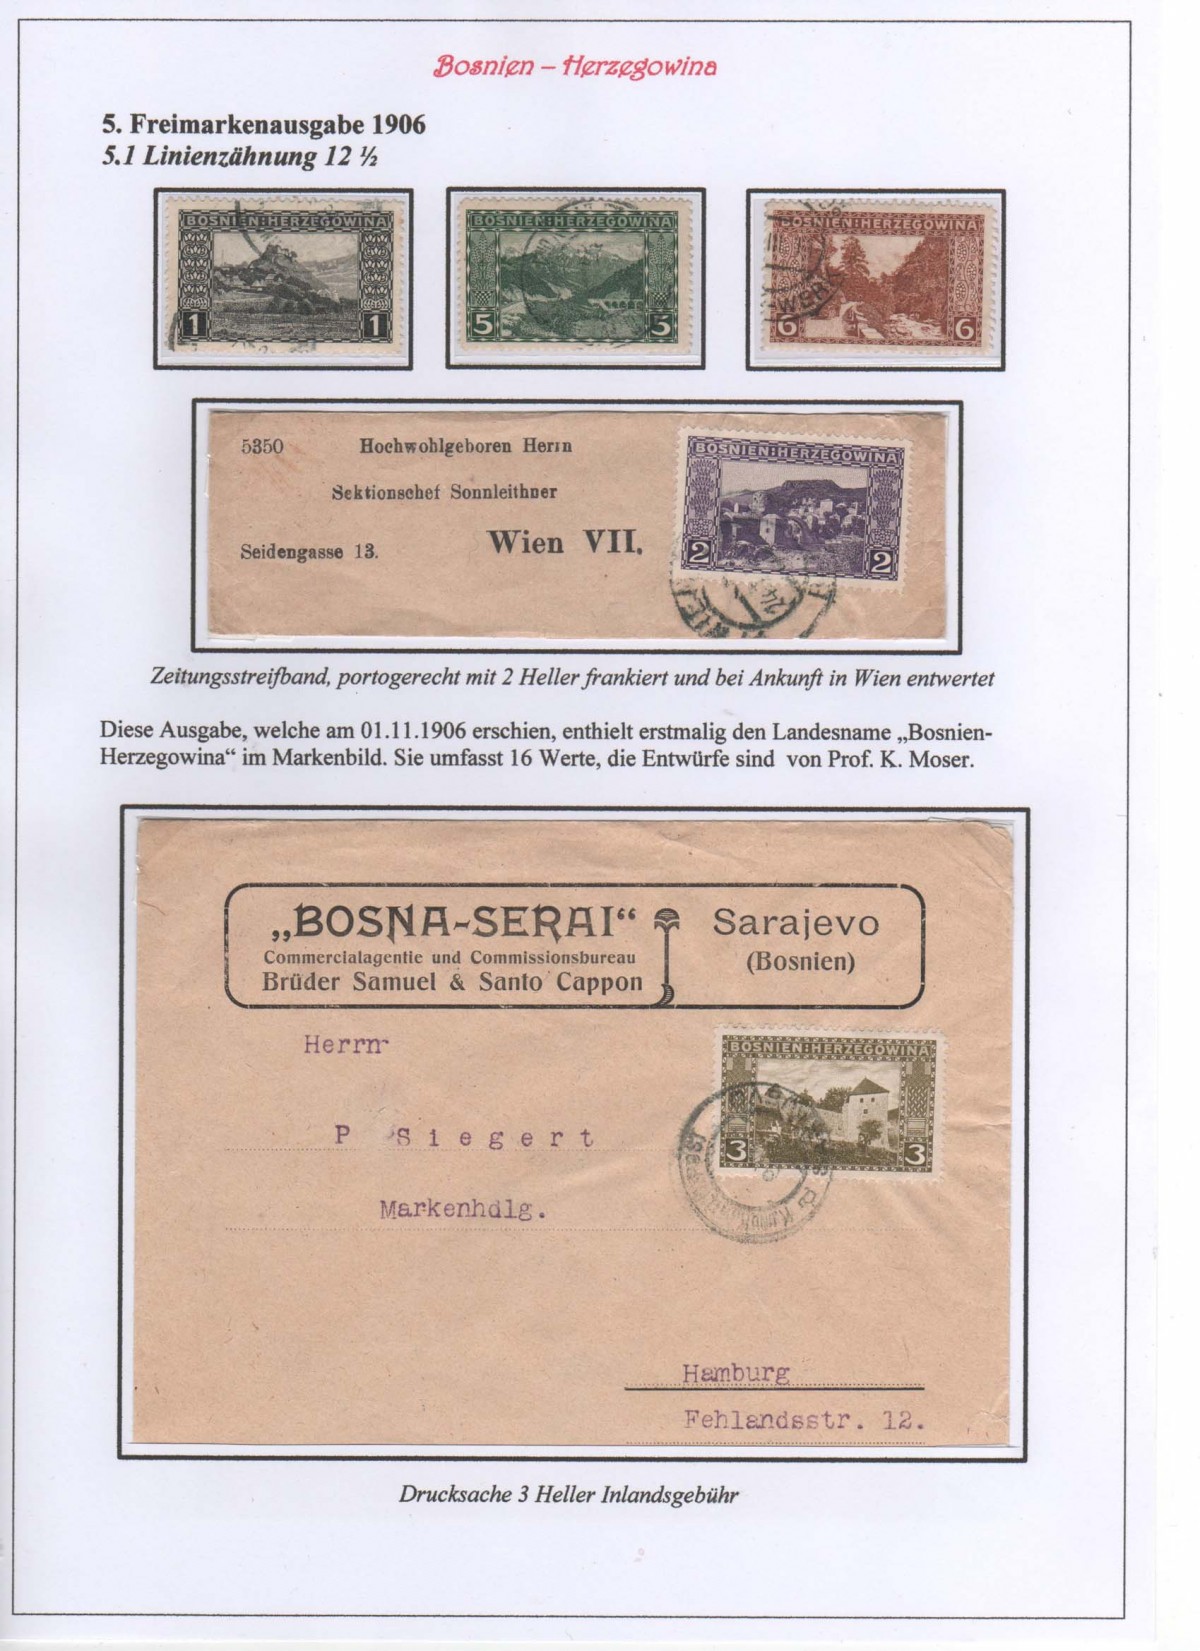 Bosnien – Herzegowina
5. Freimarkenausgabe 1906
5.1 Linienzähnung 12 ½
BOSNIEN:HERZEGOWINA
1 1
BOSNIEN:HERZEGOWINA
5 5
BOSNIEN:HERZEGOWINA
6 6
5350 Hochwohlgeboren Herrn
Sektionschef Sonnleithner
Wien VII.
Seidengasse 13.
BOSNIEN:HERZEGOWINA
2 2
Zeitungsstreifband, portogerecht mit 2 Heller frankiert und bei Ankunft in Wien entwertet
Diese Ausgabe, welche am 01.11.1906 erschien, enthielt erstmalig den Landesname „Bosnien-
Herzegowina“ im Markenbild. Sie umfasst 16 Werte, die Entwürfe sind von Prof. K. Moser.
„BOSNA-SERAI“
Commercialagentie und Commissionsbureau
Brüder Samuel & Santo Cappon
Sarajevo
(Bosnien)
BOSNIEN:HERZEGOWINA
3 3
Herrn
P Siegert
Markenhdlg.
Hamburg
Fehlandsstr. 12.
Drucksache 3 Heller Inlandsgebühr